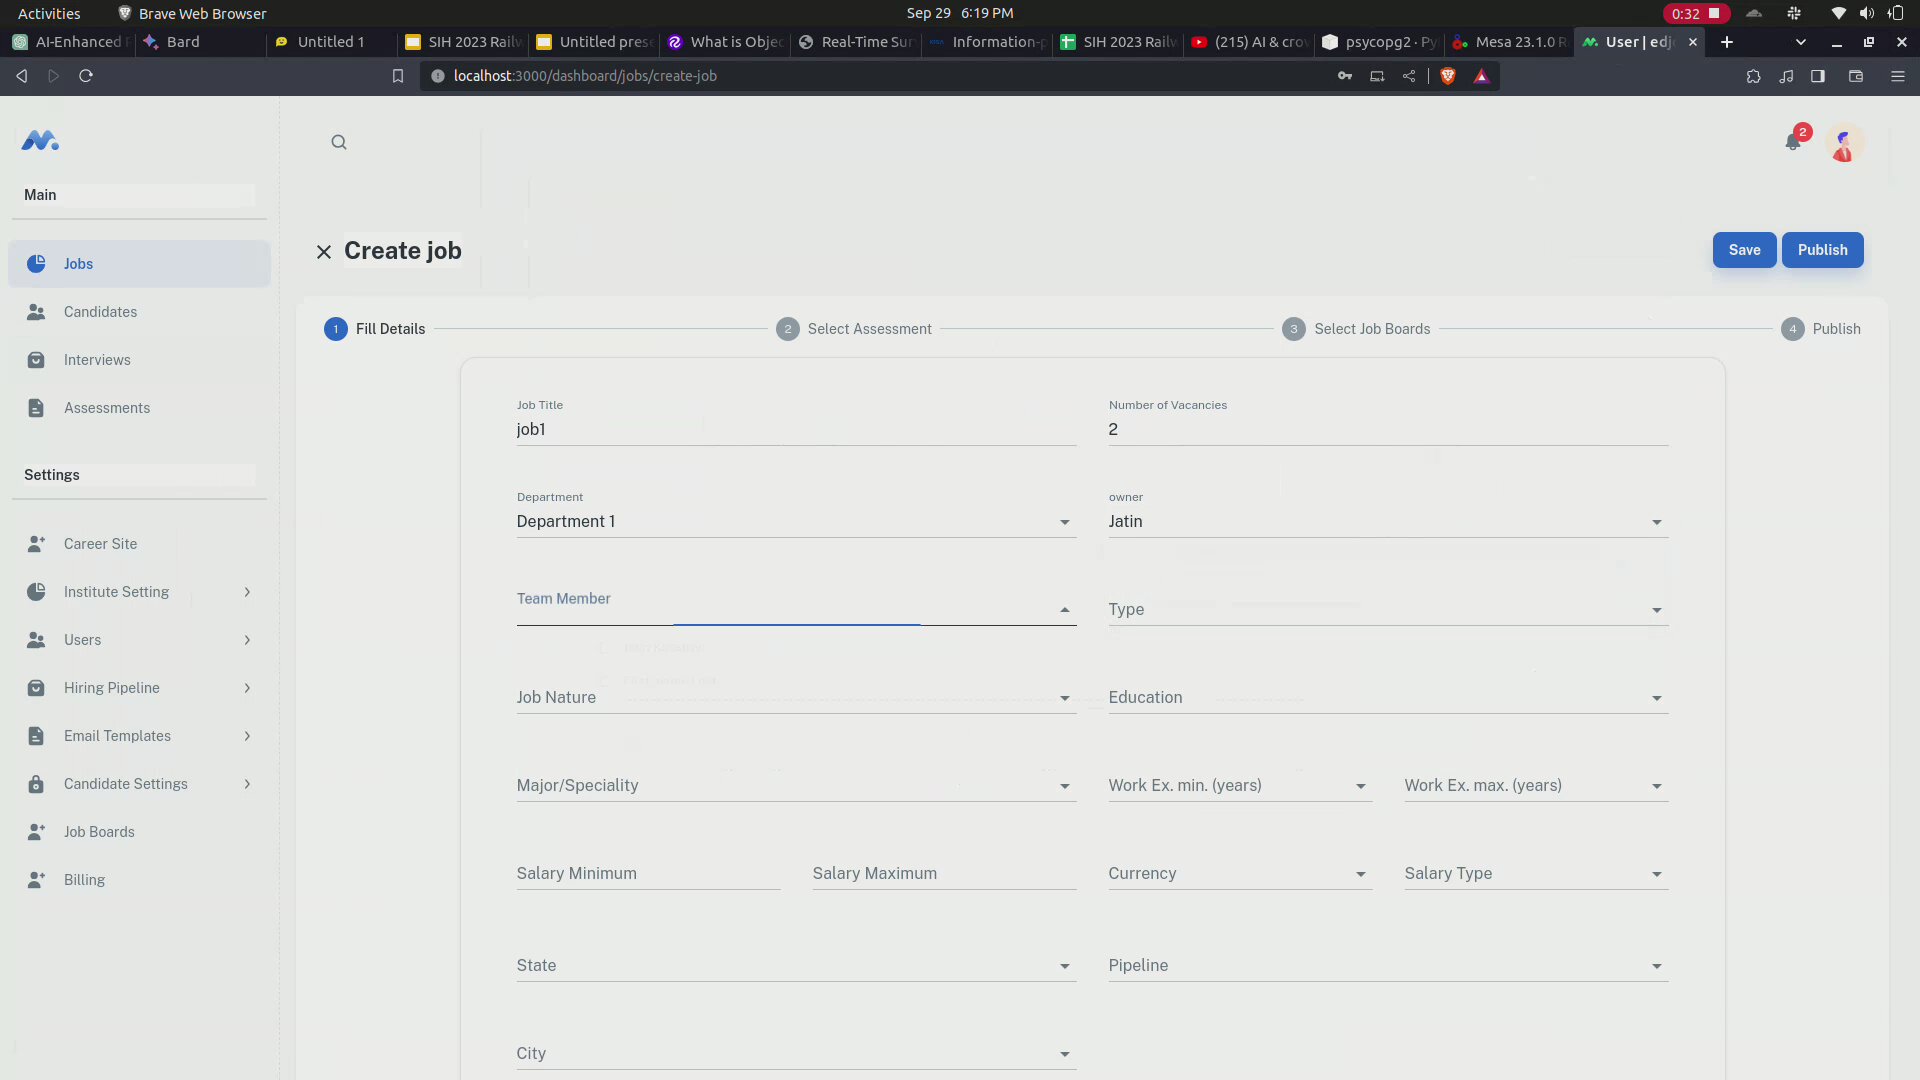 Activities
Brave Web Browser
Sep 29 6:19 PM
0:32
AI-Enhanced
Bard
Untitled 1
SIH 2023 Railw
Untitled prese
What is Objec
Real-Time Sur
Information-p
SIH 2023 Railw
(215) AI & crow
psycopg2 · Py
Mesa 23.1.0 R
User | edj
localhost:3000/dashboard/jobs/create-job
2
Main
Create job
Save
Publish
Jobs
Candidates
Interviews
Assessments
Settings
Career Site
Institute Setting
Users
Hiring Pipeline
Email Templates
Candidate Settings
Job Boards
Billing
1 Fill Details
2 Select Assessment
3 Select Job Boards
4 Publish
Job Title
job1
Number of Vacancies
2
Department
Department 1
owner
Jatin
Team Member
Type
Job Nature
Education
Major/Speciality
Work Ex. min. (years)
Work Ex. max. (years)
Salary Minimum
Salary Maximum
Currency
Salary Type
State
Pipeline
City